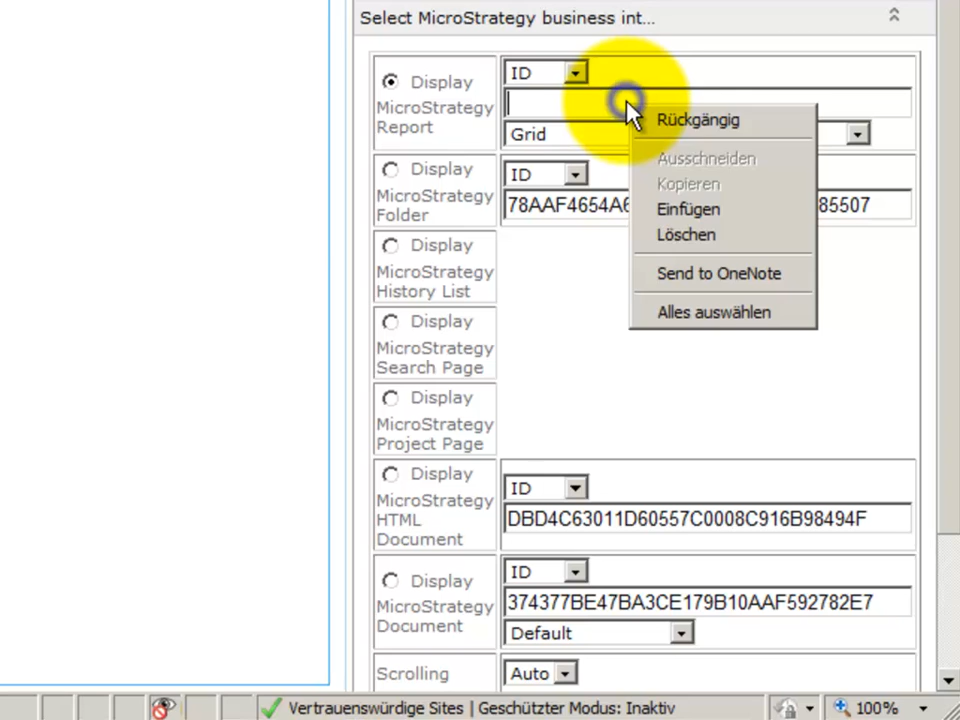 Select MicroStrategy business int...
Display
MicroStrategy
Report
ID
Grid
Rückgängig
Ausschneiden
Kopieren
Einfügen
Löschen
Send to OneNote
Alles auswählen
Display
MicroStrategy
Folder
ID
78AAF4654A
85507
Display
MicroStrategy
History List
Display
MicroStrategy
Search Page
Display
MicroStrategy
Project Page
Display
MicroStrategy
HTML
Document
ID
DBD4C63011D60557C0008C916B98494F
Display
MicroStrategy
Document
ID
374377BE47BA3CE179B10AAF592782E7
Default
Scrolling
Auto
Vertrauenswürdige Sites | Geschützter Modus: Inaktiv
100%